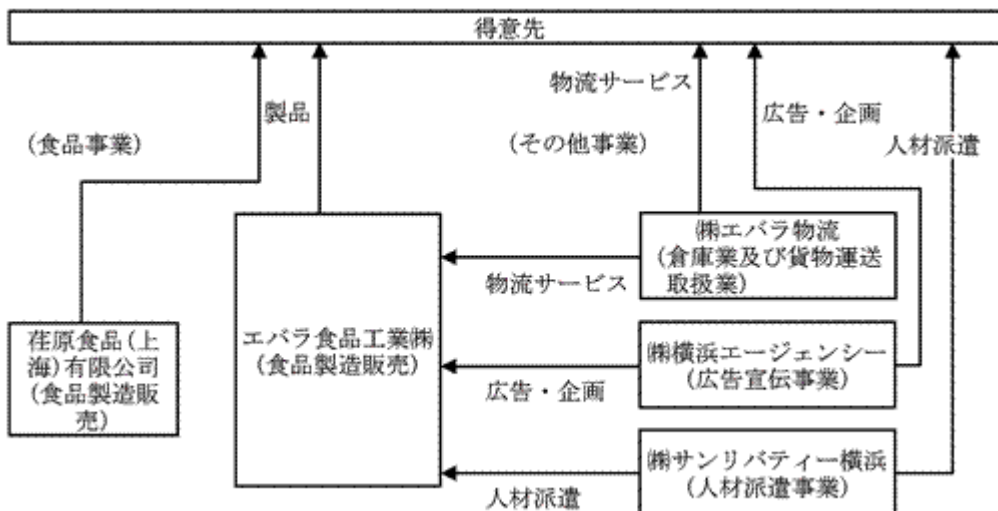 得意先
物流サービス
製品
広告・企画
(食品事業)
(その他事業)
人材派遣
㈱エバラ物流
(倉庫業及び貨物運送
取扱業)
物流サービス
荏原食品(上
海)有限公司
(食品製造販
売)
エバラ食品工業㈱
(食品製造販売)
㈱横浜エージェンシー
(広告宣伝事業)
広告・企画
㈱サンリバティー横浜
(人材派遣事業)
人材派遣